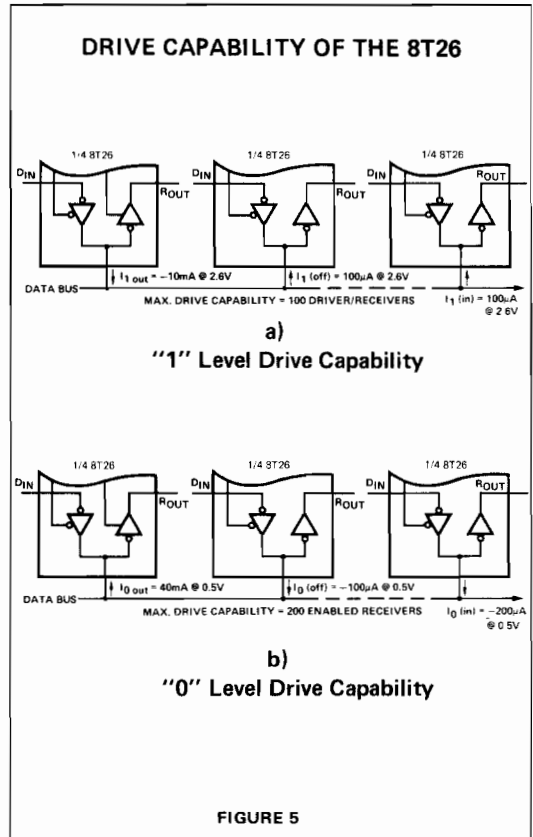 DRIVE CAPABILITY OF THE 8T26
1/4 8T26
1/4 8T26
1/4 8T26
DIN
ROUT
DIN
ROUT
DIN
ROUT
I1 out = −10mA @ 2.6V
I1 (off) = 100μA @ 2.6V
DATA BUS
MAX. DRIVE CAPABILITY = 100 DRIVER/RECEIVERS
I1 (in) = 100μA
@ 2 6V
a)
"1" Level Drive Capability
1/4 8T26
1/4 8T26
1/4 8T26
DIN
ROUT
DIN
ROUT
DIN
ROUT
I0 out = 40mA @ 0.5V
I0 (off) = −100μA @ 0.5V
DATA BUS
MAX. DRIVE CAPABILITY = 200 ENABLED RECEIVERS
I0 (in) = −200μA
@ 0 5V
b)
"0" Level Drive Capability
FIGURE 5